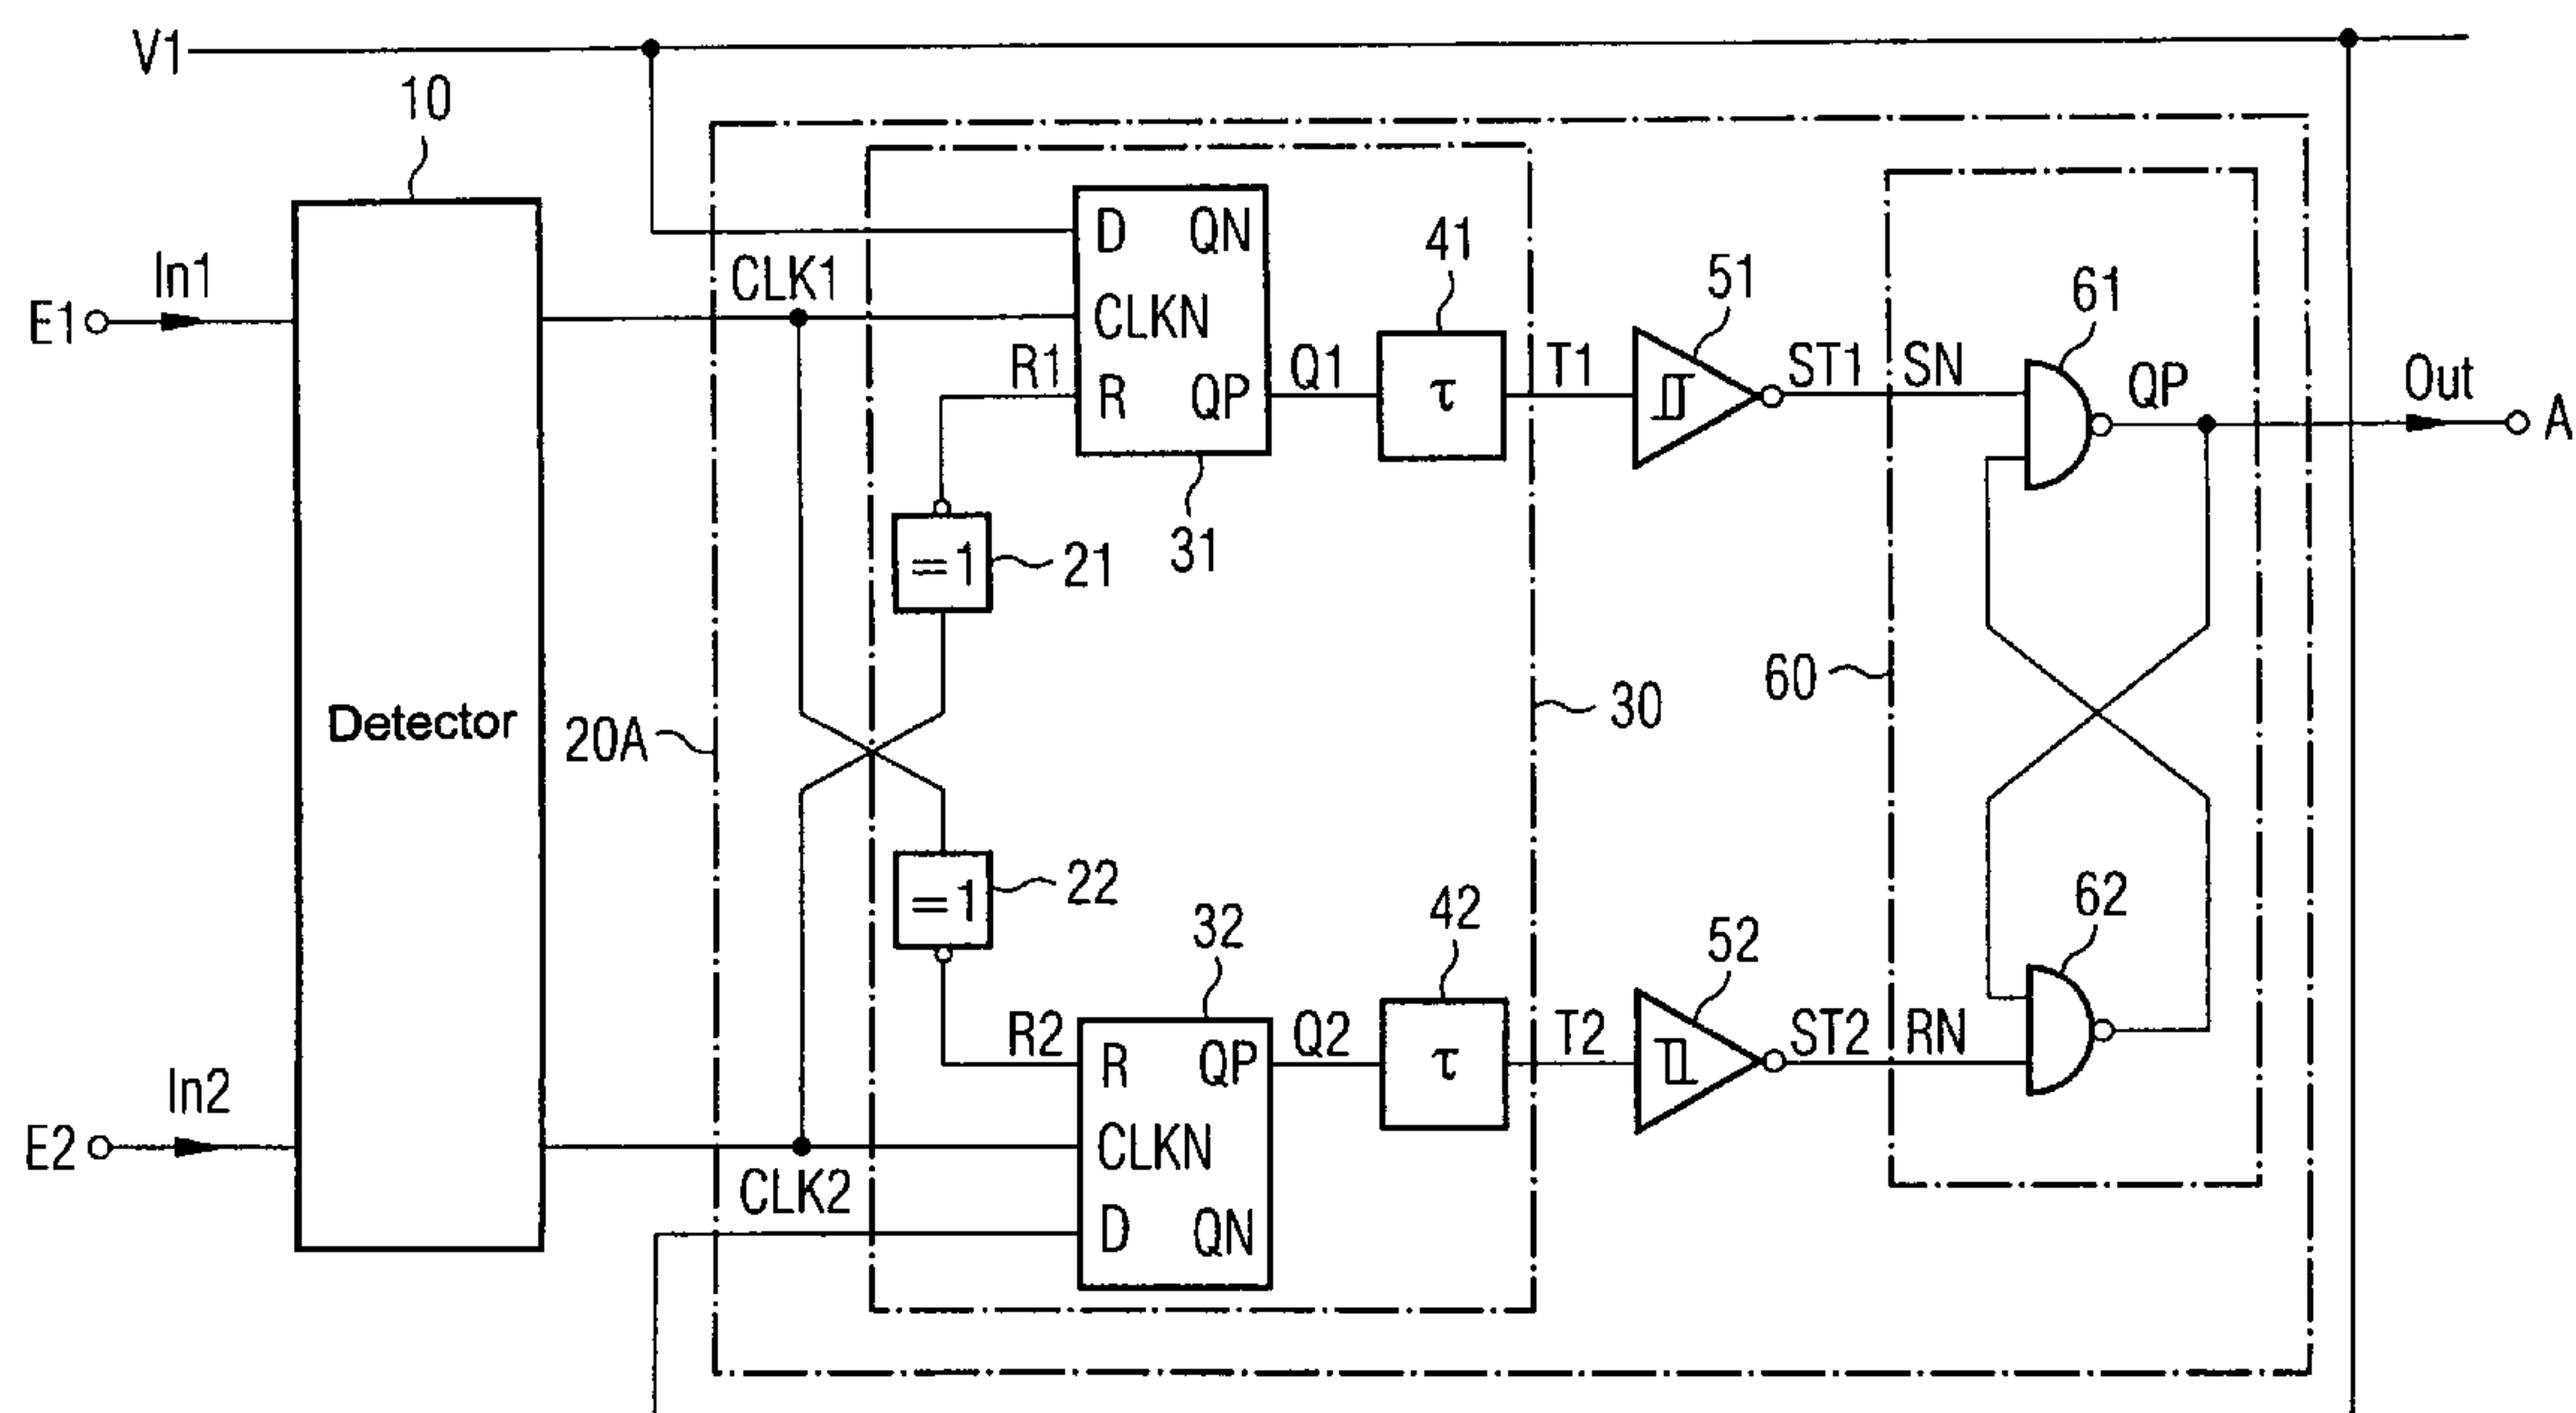 V1
10
E1
In1
Detector
E2
In2
CLK1
R1
D QN
CLKN
R QP
31
=1
21
20A
=1
22
R2
CLK2
32
R QP
CLKN
D QN
Q1
41
τ
T1
Q2
42
τ
T2
30
51
ST1
52
ST2
60
SN
61
QP
62
RN
Out
A